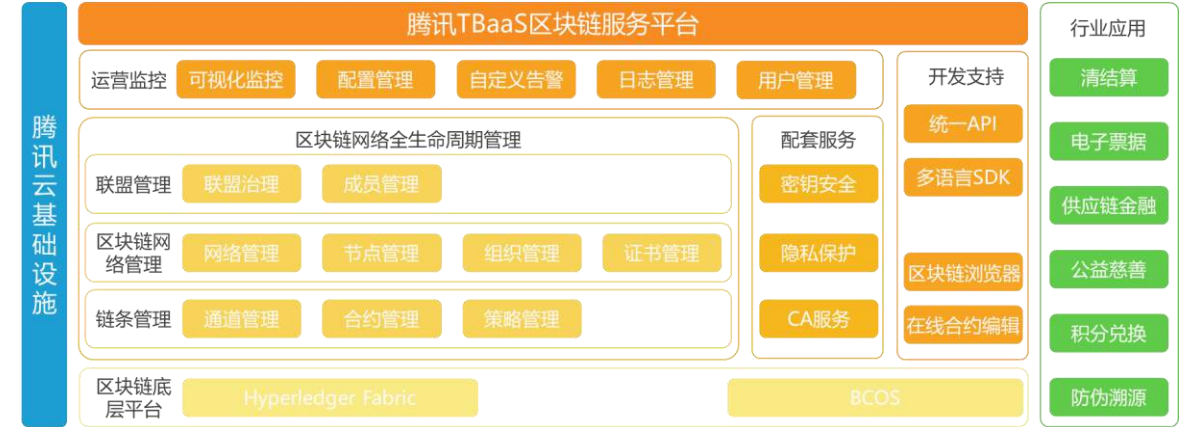 腾讯云基础设施
腾讯TBaaS区块链服务平台
运营监控
可视化监控
配置管理
自定义告警
日志管理
用户管理
区块链网络全生命周期管理
联盟管理
联盟治理
成员管理
区块链网
络管理
网络管理
节点管理
组织管理
证书管理
链条管理
通道管理
合约管理
策略管理
配套服务
密钥安全
隐私保护
CA服务
开发支持
统一API
多语言SDK
区块链浏览器
在线合约编辑
区块链底
层平台
Hyperledger Fabric
BCOS
行业应用
清结算
电子票据
供应链金融
公益慈善
积分兑换
防伪溯源